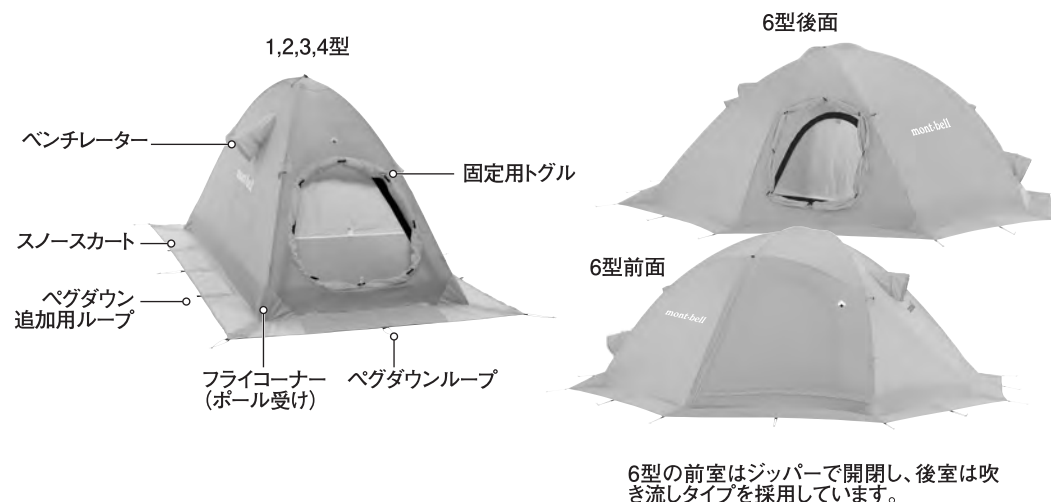 1,2,3,4型
ベンチレーター
固定用トグル
スノースカート
ペグダウン
追加用ループ
フライコーナー
(ポール受け)
ペグダウンループ
6型後面
mont-bell
6型前面
mont-bell
6型の前室はジッパーで開閉し、後室は吹
き流しタイプを採用しています。